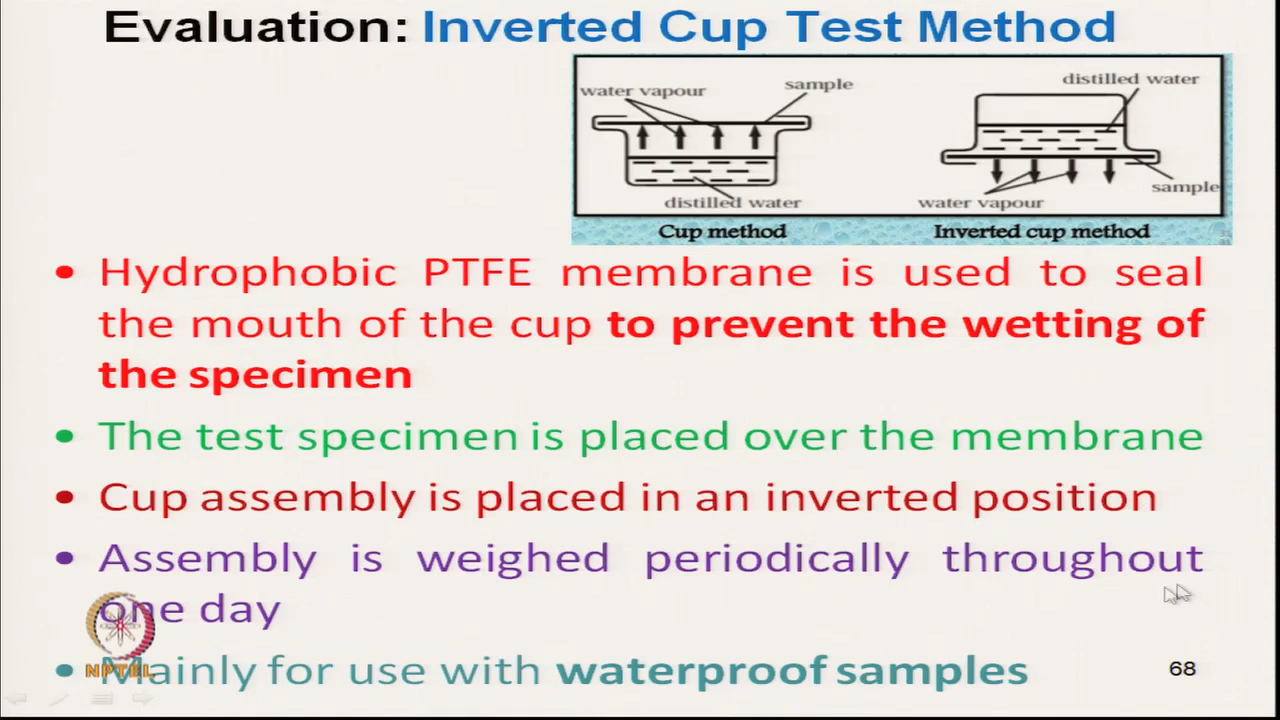 Evaluation: Inverted Cup Test Method
water vapour
sample
distilled water
Cup method
distilled water
sample
water vapour
Inverted cup method
• Hydrophobic PTFE membrane is used to seal
the mouth of the cup to prevent the wetting of
the specimen
• The test specimen is placed over the membrane
• Cup assembly is placed in an inverted position
• Assembly is weighed periodically throughout
one day
• Mainly for use with waterproof samples
NPTEL
68